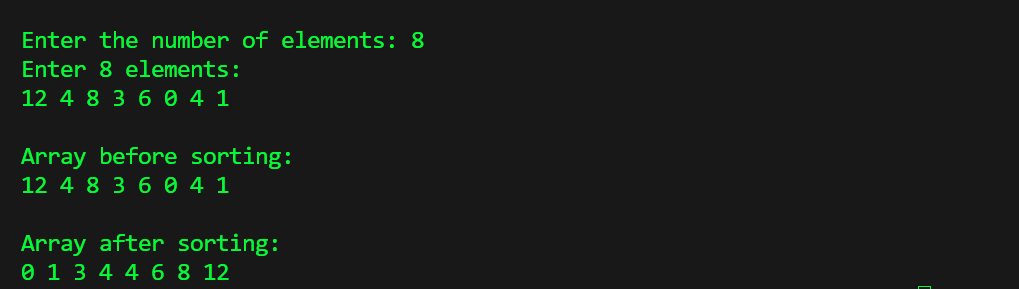 Enter the number of elements: 8
Enter 8 elements:
12 4 8 3 6 0 4 1
Array before sorting:
12 4 8 3 6 0 4 1
Array after sorting:
0 1 3 4 4 6 8 12